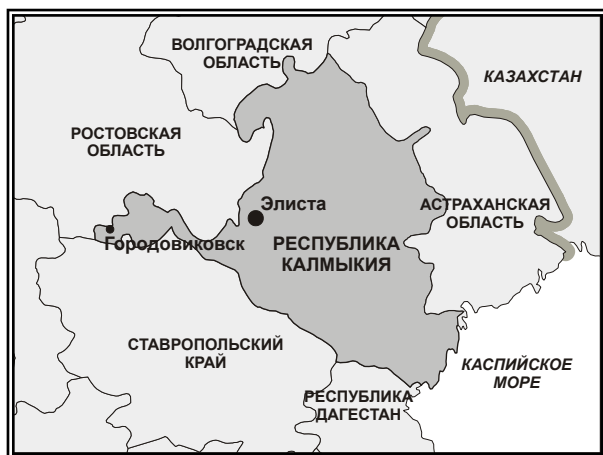 ВОЛГОГРАДСКАЯ
ОБЛАСТЬ
КАЗАХСТАН
РОСТОВСКАЯ
ОБЛАСТЬ
Элиста
АСТРАХАНСКАЯ
ОБЛАСТЬ
Городовиковск
РЕСПУБЛИКА
КАЛМЫКИЯ
СТАВРОПОЛЬСКИЙ
КРАЙ
КАСПИЙСКОЕ
МОРЕ
РЕСПУБЛИКА
ДАГЕСТАН